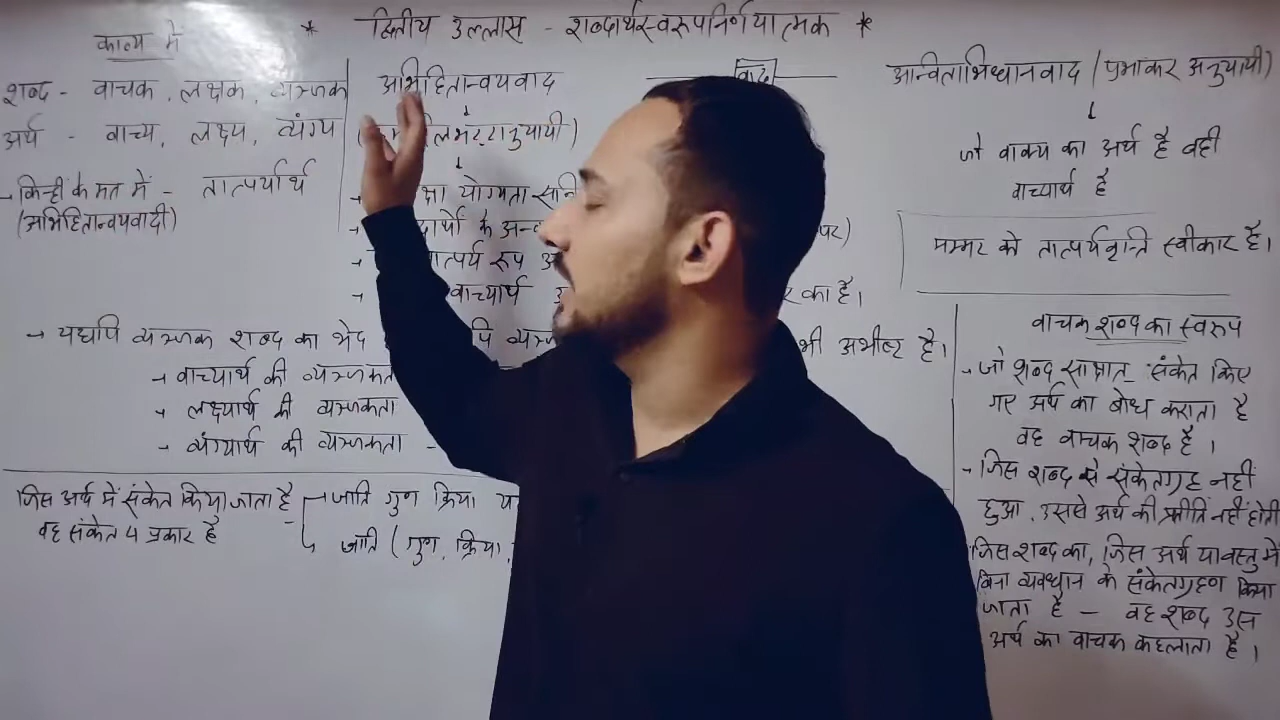 * द्वितीय उल्लास - शब्दार्थस्वरूपनिर्णयात्मक *
काव्य में
शब्द - वाचक, लक्षक, व्यञ्जक
अर्थ - वाच्य, लक्ष्य, व्यंग्य
→ किन्हीं के मत में - तात्पर्यार्थ
(अभिहितान्वयवादी)
अभिहितान्वयवाद
वाद
योग्यता
के
रूप
वाच्यार्थ
का है।
अन्विताभिधानवाद (प्रभाकर अनुयायी)
जो वाक्य का अर्थ है वही
वाच्यार्थ है
मम्मट को तात्पर्यवृत्ति स्वीकार है।
→ यद्यपि व्यञ्जक शब्द का भेद भी अभीष्ट है।
→ वाच्यार्थ की
→ लक्ष्यार्थ की व्यञ्जकता
→ व्यंग्यार्थ की व्यञ्जकता -
जिस अर्थ में संकेत किया जाता है
वह संकेत 4 प्रकार है
जाति गुण क्रिया
जाति (गुण, क्रिया,
वाचक शब्द का स्वरूप
→ जो शब्द साक्षात् संकेत किए
गए अर्थ का बोध कराता है
वह वाचक शब्द है।
→ जिस शब्द से संकेतग्रह नहीं
हुआ, उससे अर्थ की प्रतीति नहीं होती
जिस शब्द का, जिस अर्थ या वस्तु में
बिना व्यवधान के संकेतग्रहण किया
जाता है - वह शब्द उस
अर्थ का वाचक कहलाता है।